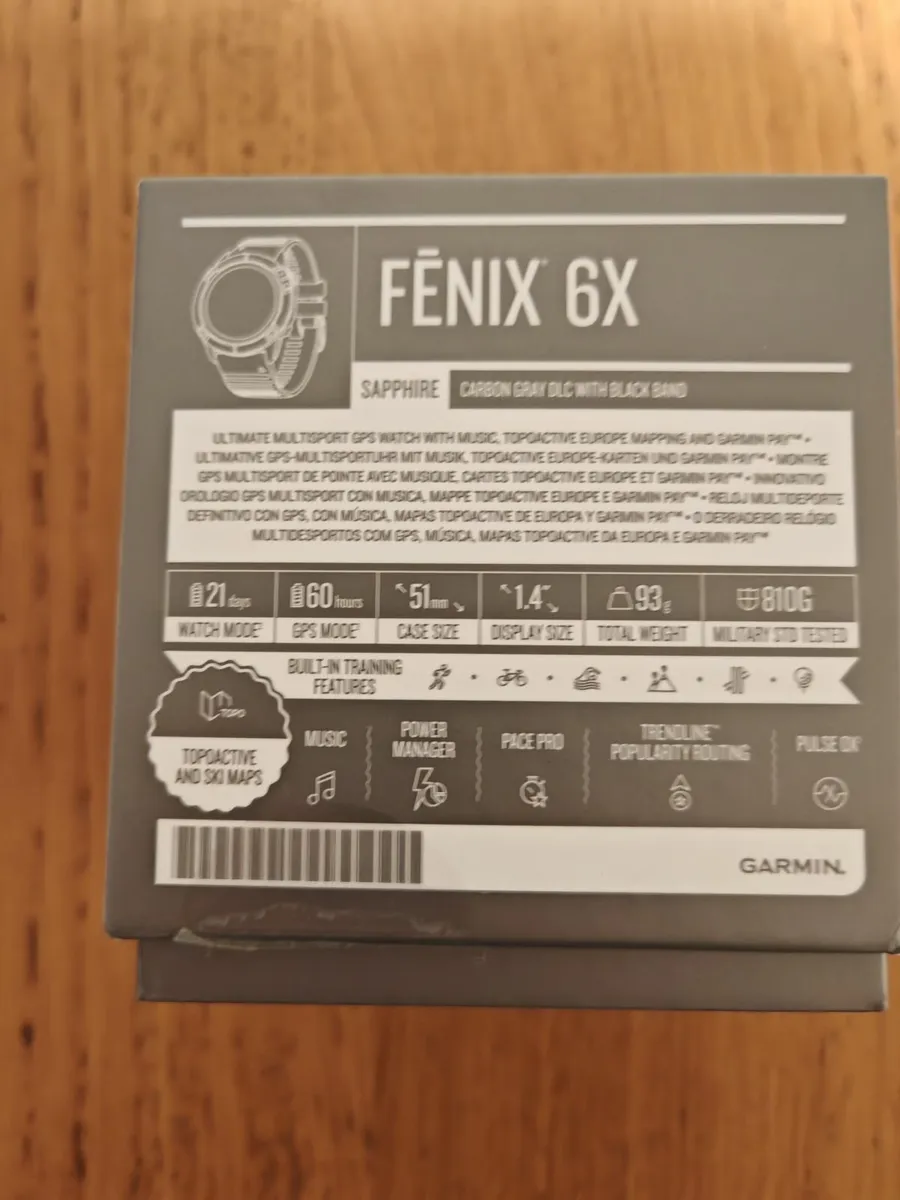 FĒNIX® 6X
SAPPHIRE CARBON GRAY DLC WITH BLACK BAND
ULTIMATE MULTISPORT GPS WATCH WITH MUSIC, TOPOACTIVE EUROPE MAPPING AND GARMIN PAY™ •
ULTIMATIVE GPS-MULTISPORTUHR MIT MUSIK, TOPOACTIVE EUROPE-KARTEN UND GARMIN PAY™ • MONTRE
GPS MULTISPORT DE POINTE AVEC MUSIQUE, CARTES TOPOACTIVE EUROPE ET GARMIN PAY™ • INNOVATIVO
OROLOGIO GPS MULTISPORT CON MUSICA, MAPPE TOPOACTIVE EUROPE E GARMIN PAY™ • RELOJ MULTIDEPORTE
DEFINITIVO CON GPS, CON MÚSICA, MAPAS TOPOACTIVE DE EUROPA Y GARMIN PAY™ • O DERRADEIRO RELÓGIO
MULTIDESPORTOS COM GPS, MÚSICA, MAPAS TOPOACTIVE DA EUROPA E GARMIN PAY™
21 days 60 hours 51mm 1.4" 93g 810G
WATCH MODE GPS MODE CASE SIZE DISPLAY SIZE TOTAL WEIGHT MILITARY STD TESTED
BUILT-IN TRAINING
FEATURES
TOPO
TOPOACTIVE
AND SKI MAPS
MUSIC
POWER
MANAGER
PACE PRO
TRENDLINE™
POPULARITY ROUTING
PULSE OX
GARMIN.